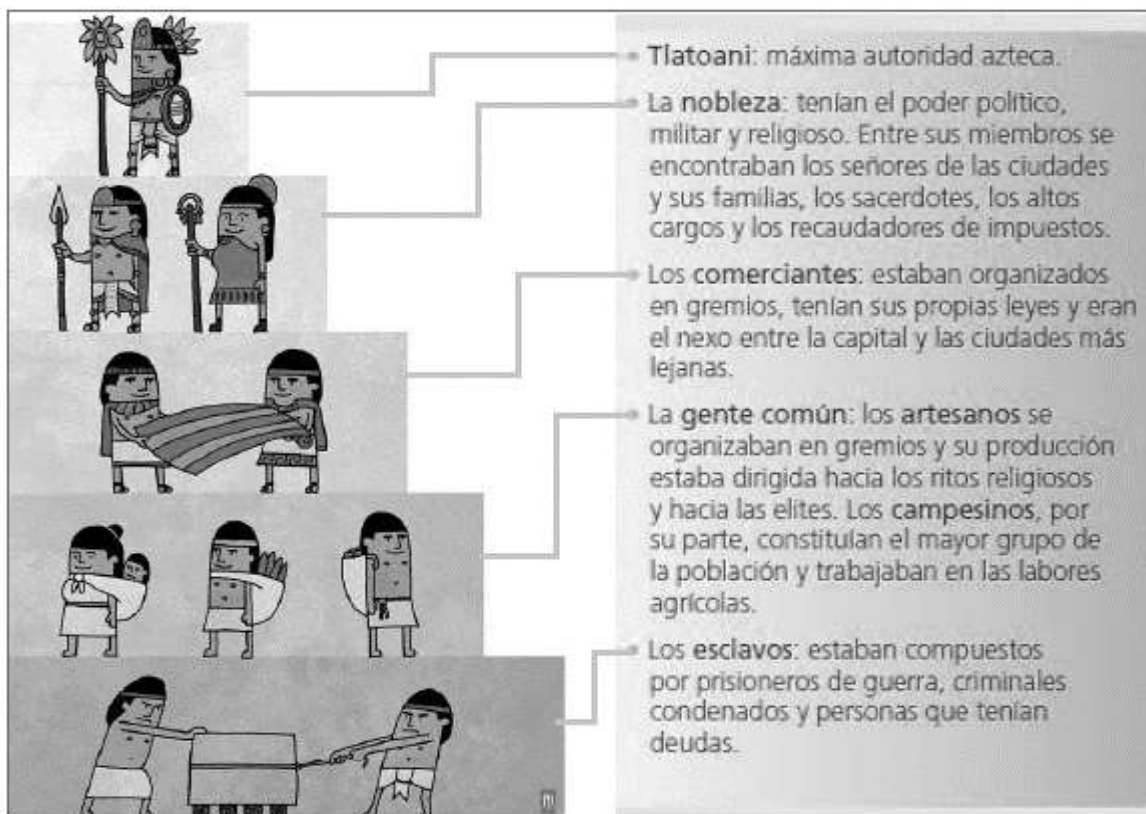 Tlatoani: máxima autoridad azteca.
La nobleza: tenían el poder político,
militar y religioso. Entre sus miembros se
encontraban los señores de las ciudades
y sus familias, los sacerdotes, los altos
cargos y los recaudadores de impuestos.
Los comerciantes: estaban organizados
en gremios, tenían sus propias leyes y eran
el nexo entre la capital y las ciudades más
lejanas.
La gente común: los artesanos se
organizaban en gremios y su producción
estaba dirigida hacia los ritos religiosos
y hacia las elites. Los campesinos, por
su parte, constituían el mayor grupo de
la población y trabajaban en las labores
agrícolas.
Los esclavos: estaban compuestos
por prisioneros de guerra, criminales
condenados y personas que tenían
deudas.